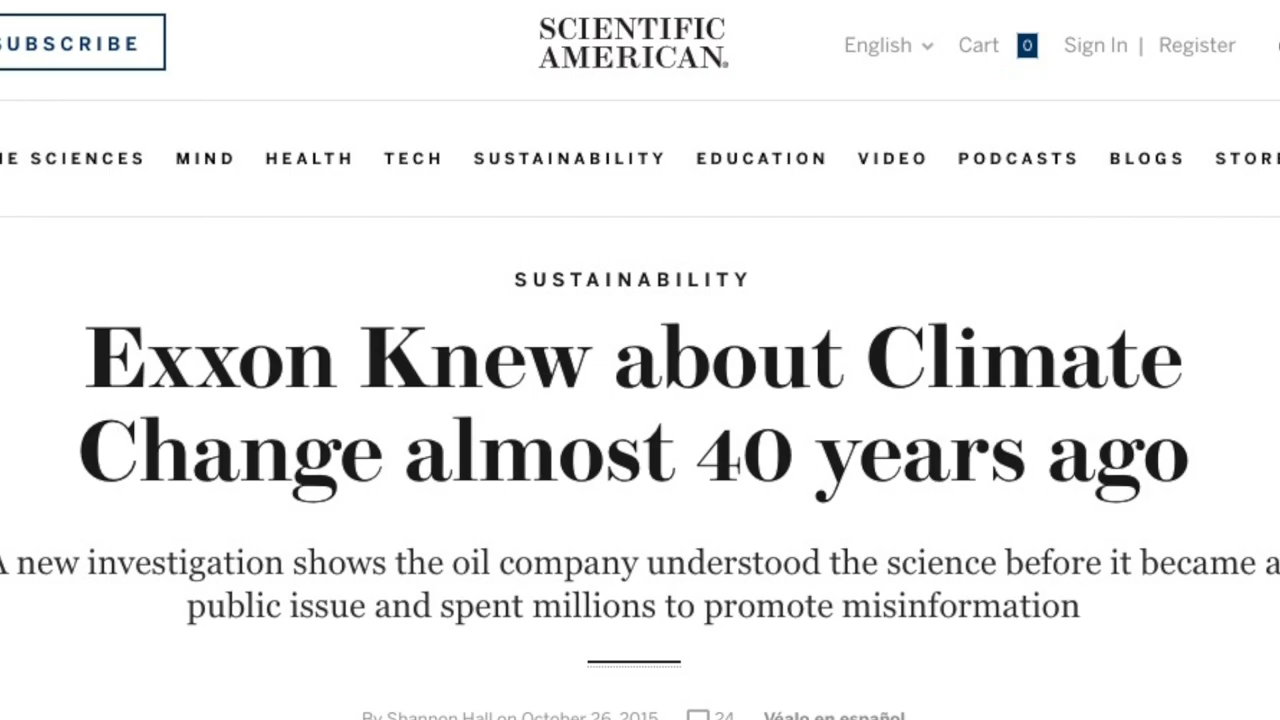 SUBSCRIBE
SCIENTIFIC
AMERICAN®
English Cart 0 Sign In | Register
SCIENCES MIND HEALTH TECH SUSTAINABILITY EDUCATION VIDEO PODCASTS BLOGS STORE
SUSTAINABILITY
Exxon Knew about Climate
Change almost 40 years ago
A new investigation shows the oil company understood the science before it became a
public issue and spent millions to promote misinformation
By Shannon Hall on October 26, 2015 24 Véalo en español